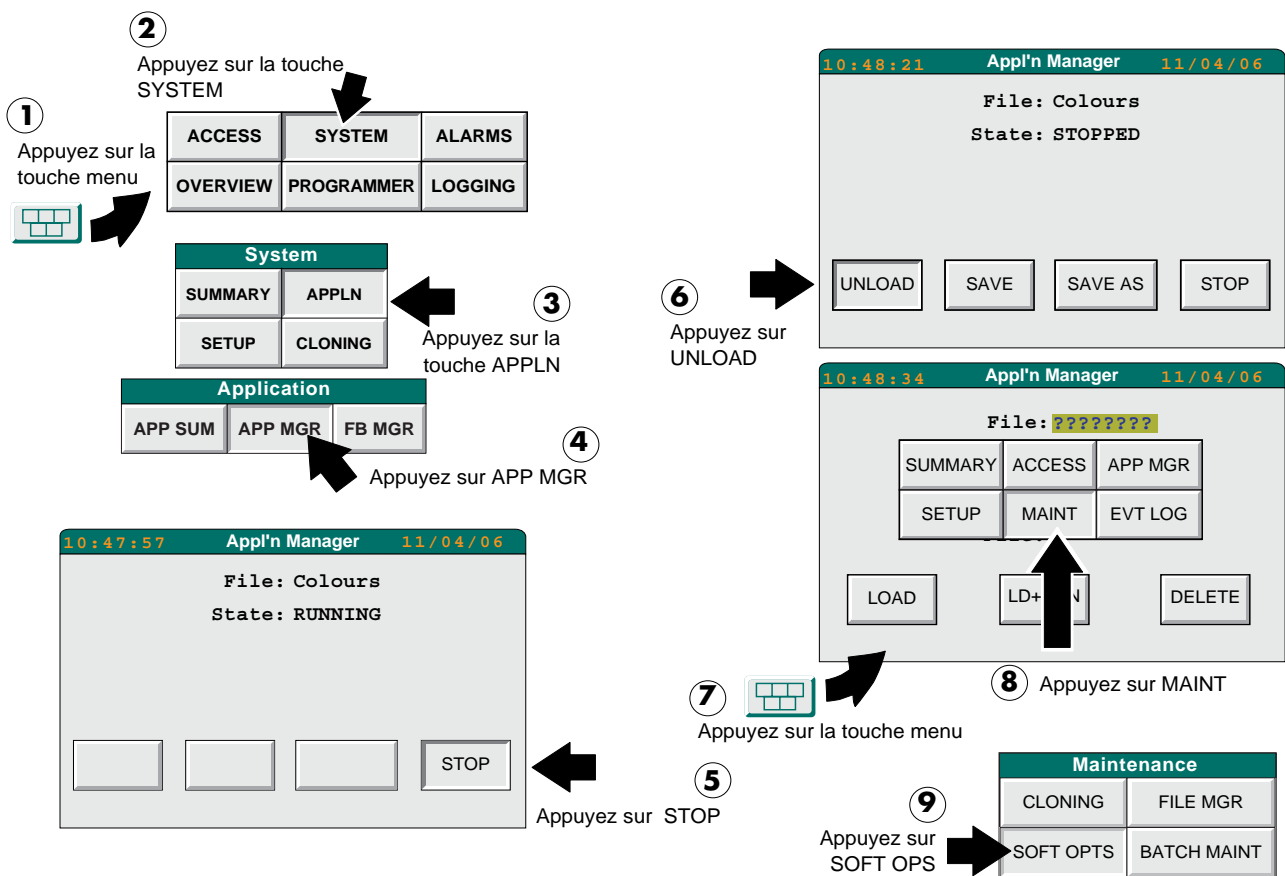 2
Appuyez sur la touche
SYSTEM
1
Appuyez sur la
touche menu
ACCESS SYSTEM ALARMS
OVERVIEW PROGRAMMER LOGGING
System
SUMMARY APPLN
SETUP CLONING
3
Appuyez sur la
touche APPLN
Application
APP SUM APP MGR FB MGR
4
Appuyez sur APP MGR
10:47:57 Appl'n Manager 11/04/06
File: Colours
State: RUNNING
STOP
5
Appuyez sur STOP
10:48:21 Appl'n Manager 11/04/06
File: Colours
State: STOPPED
UNLOAD SAVE SAVE AS STOP
6
Appuyez sur
UNLOAD
10:48:34 Appl'n Manager 11/04/06
File: ????????
SUMMARY ACCESS APP MGR
SETUP MAINT EVT LOG
LOAD DELETE
7
Appuyez sur la touche menu
8
Appuyez sur MAINT
Maintenance
CLONING FILE MGR
SOFT OPTS BATCH MAINT
9
Appuyez sur
SOFT OPS